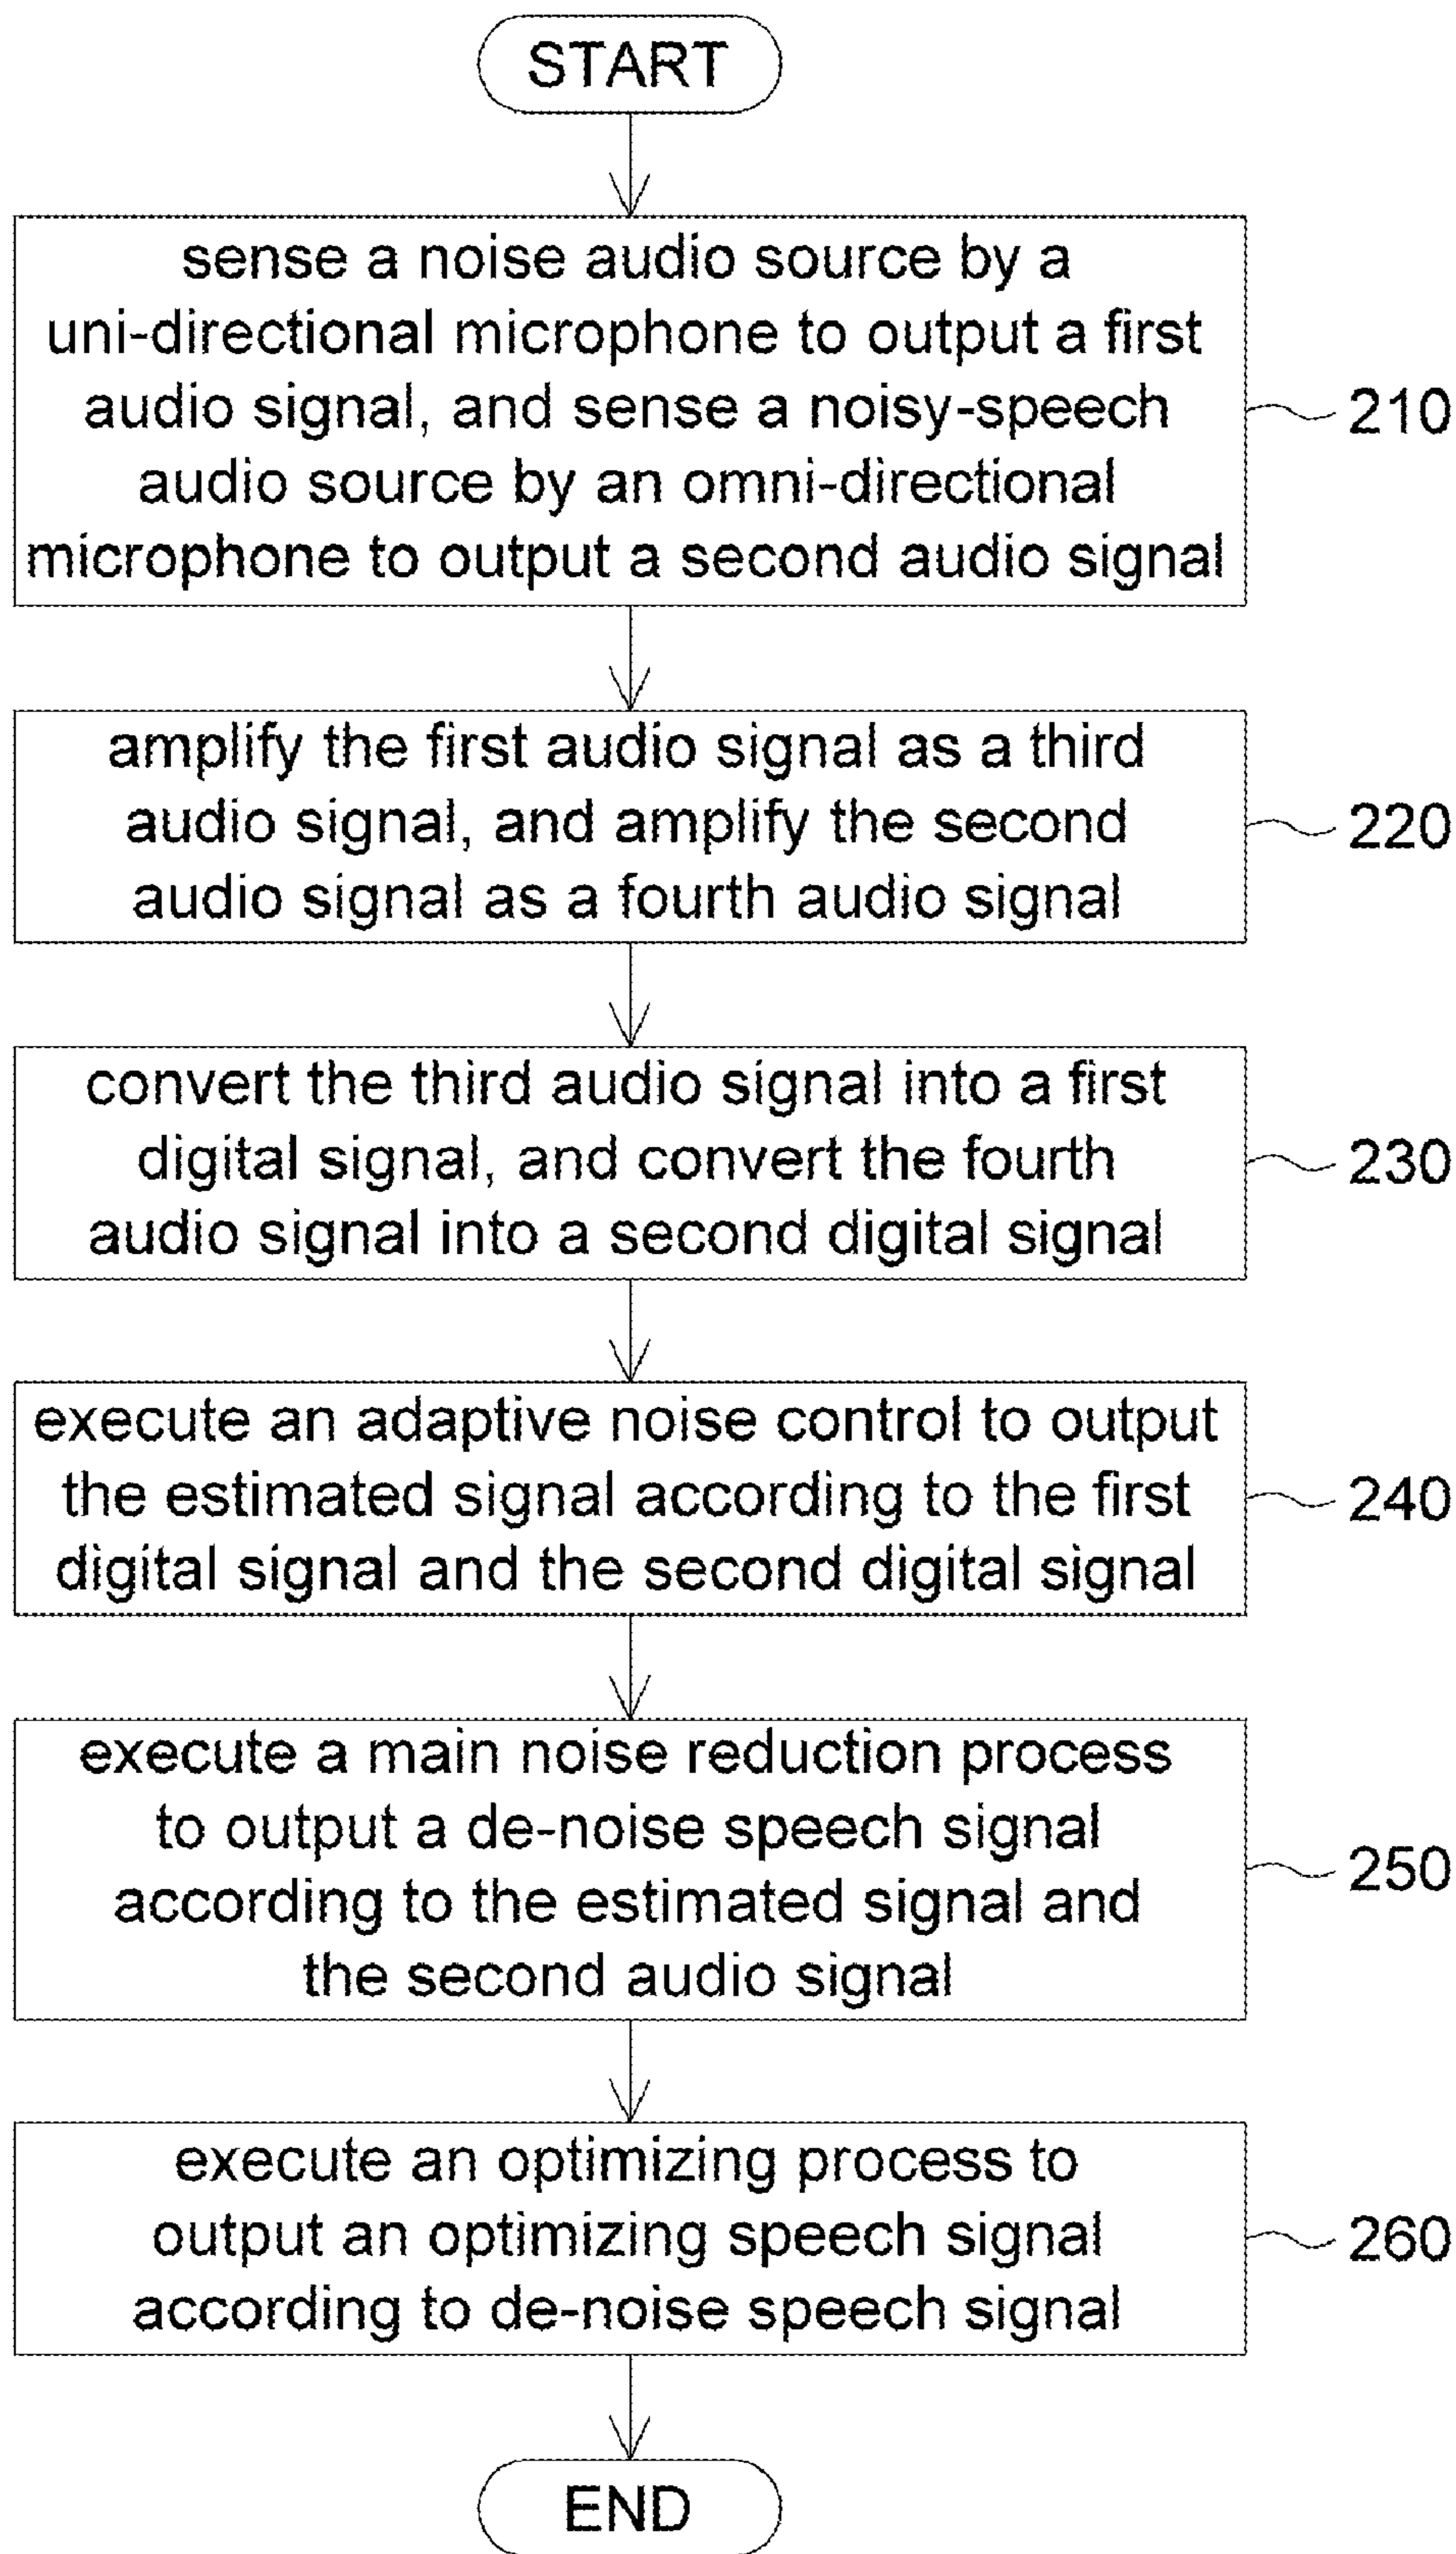 START
sense a noise audio source by a
uni-directional microphone to output a first
audio signal, and sense a noisy-speech
audio source by an omni-directional
microphone to output a second audio signal
210
amplify the first audio signal as a third
audio signal, and amplify the second
audio signal as a fourth audio signal
220
convert the third audio signal into a first
digital signal, and convert the fourth
audio signal into a second digital signal
230
execute an adaptive noise control to output
the estimated signal according to the first
digital signal and the second digital signal
240
execute a main noise reduction process
to output a de-noise speech signal
according to the estimated signal and
the second audio signal
250
execute an optimizing process to
output an optimizing speech signal
according to de-noise speech signal
260
END